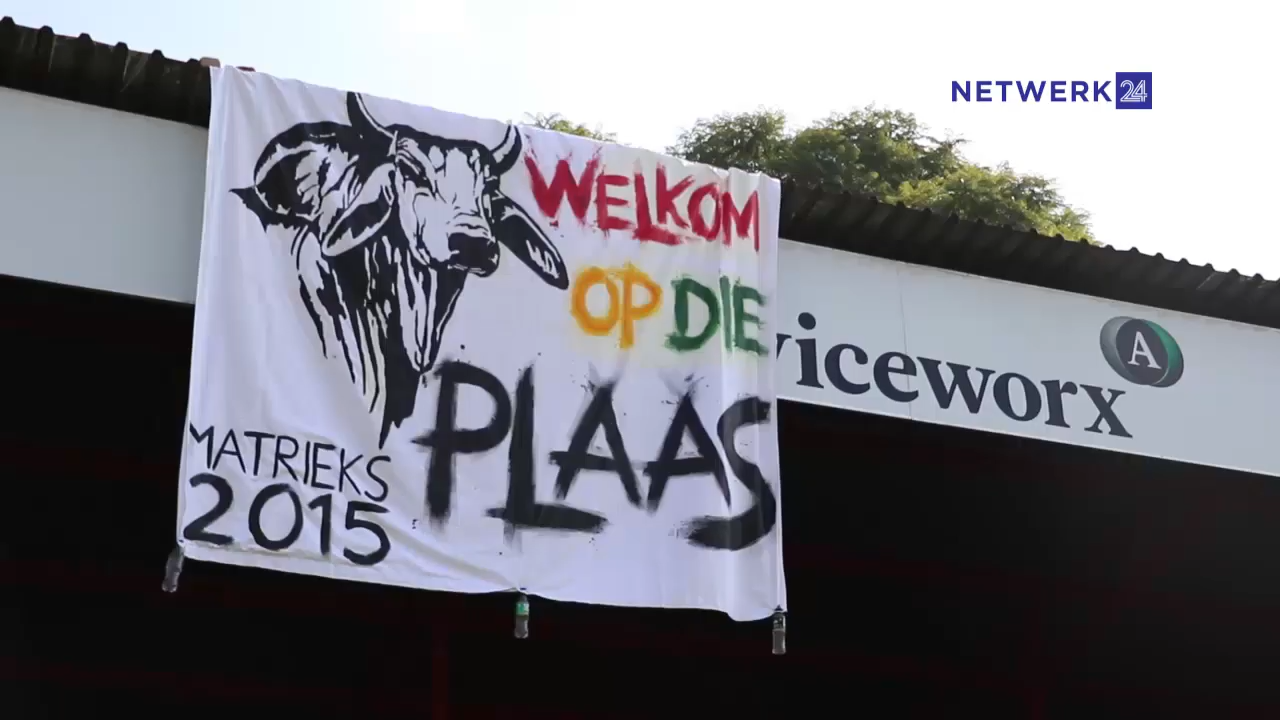 NETWERK24
WELKOM
OP DIE
PLAAS
MATRIEKS
2015
viceworx
A